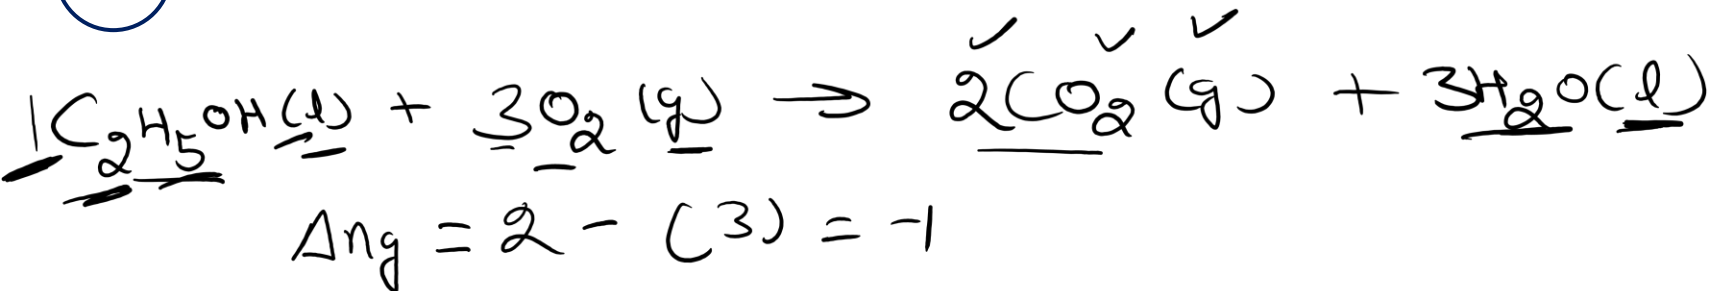 1C₂H₅OH(l) + 3O₂(g) → 2CO₂(g) + 3H₂O(l)
Δng = 2 - (3) = -1